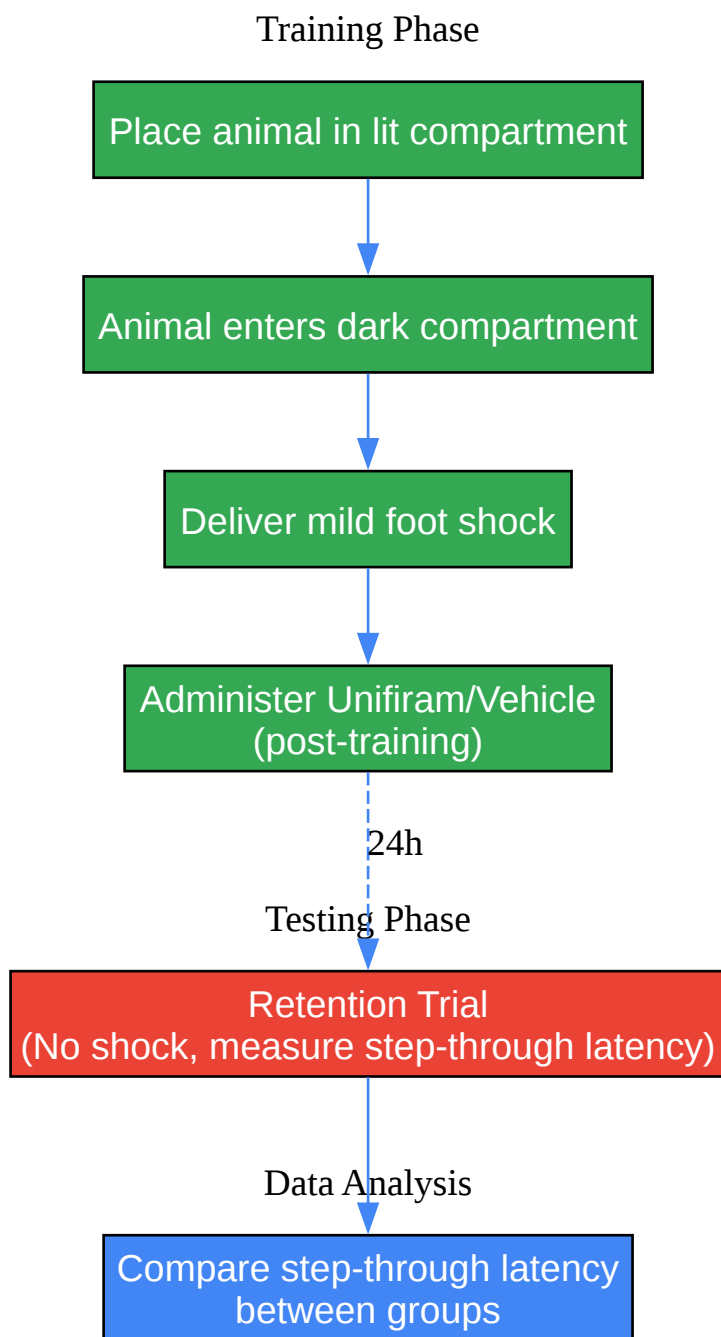 Training Phase
Place animal in lit compartment
Animal enters dark compartment
Deliver mild foot shock
Administer Unifiram/Vehicle
(post-training)
24h
Testing Phase
Retention Trial
(No shock, measure step-through latency)
Data Analysis
Compare step-through latency
between groups